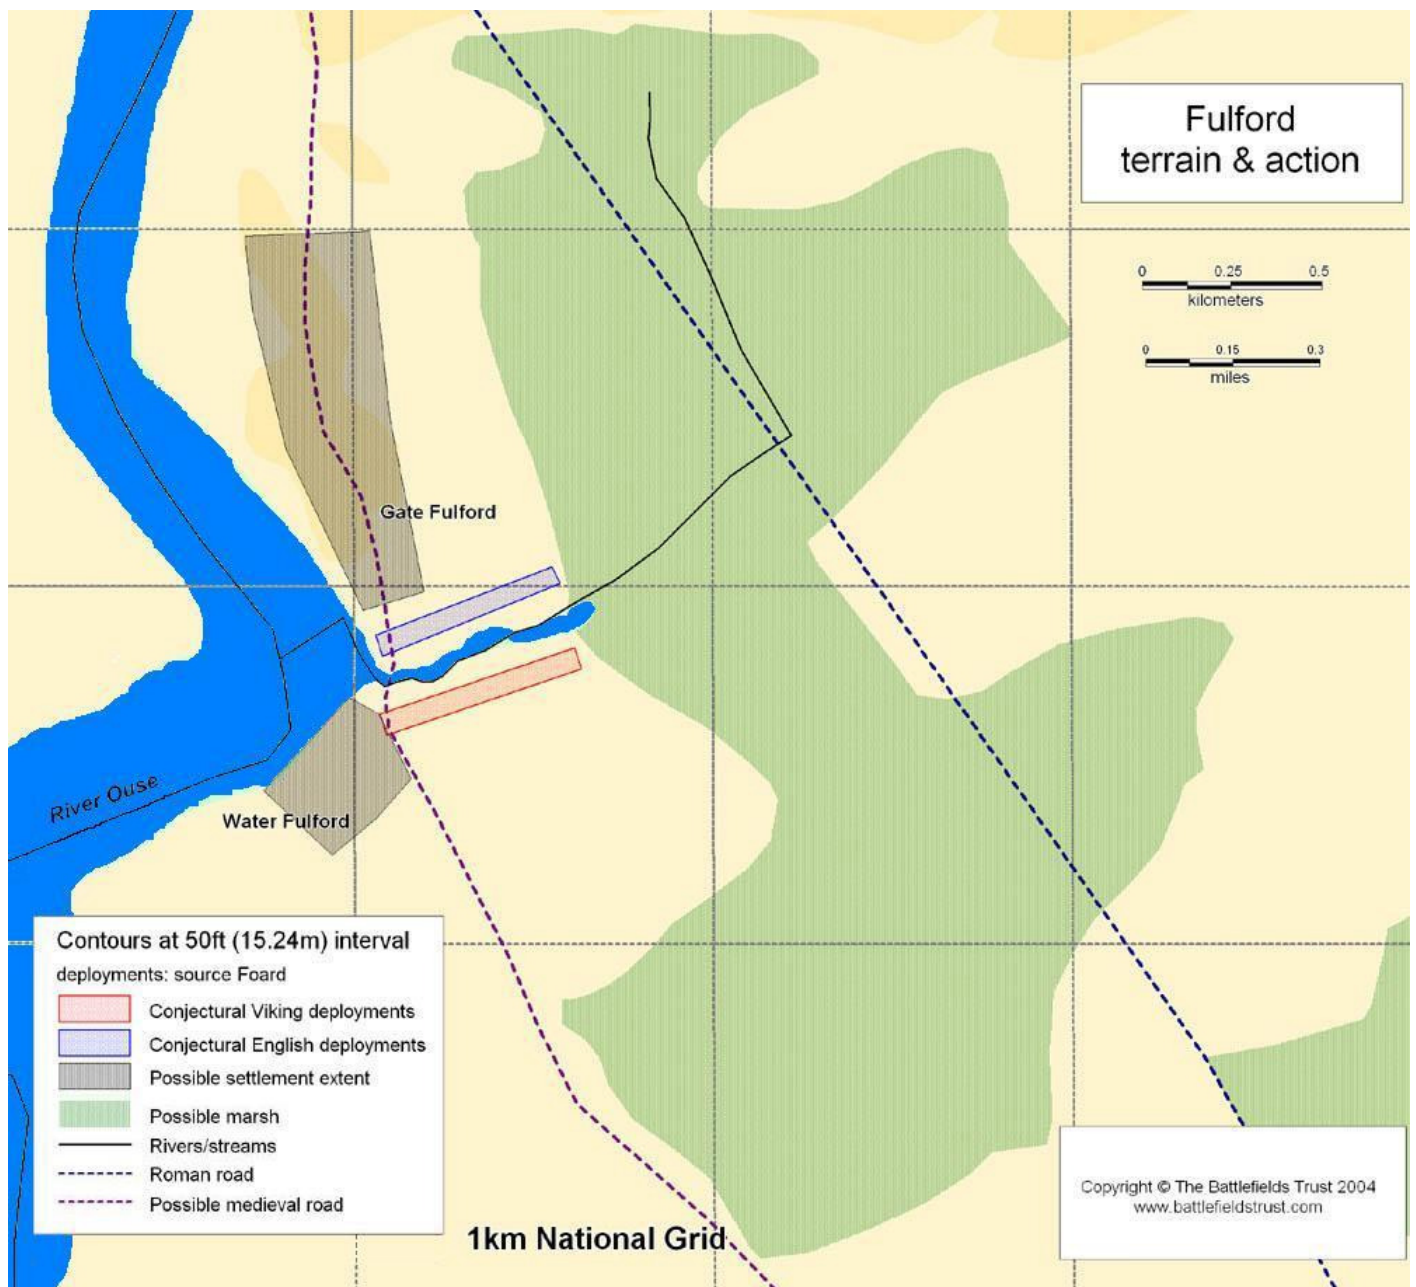 Fulford
terrain & action
0 0.25 0.5
kilometers
0 0.15 0.3
miles
Gate Fulford
River Ouse
Water Fulford
Contours at 50ft (15.24m) interval
deployments: source Foard
Conjectural Viking deployments
Conjectural English deployments
Possible settlement extent
Possible marsh
Rivers/streams
Roman road
Possible medieval road
1km National Grid
Copyright © The Battlefields Trust 2004
www.battlefieldstrust.com